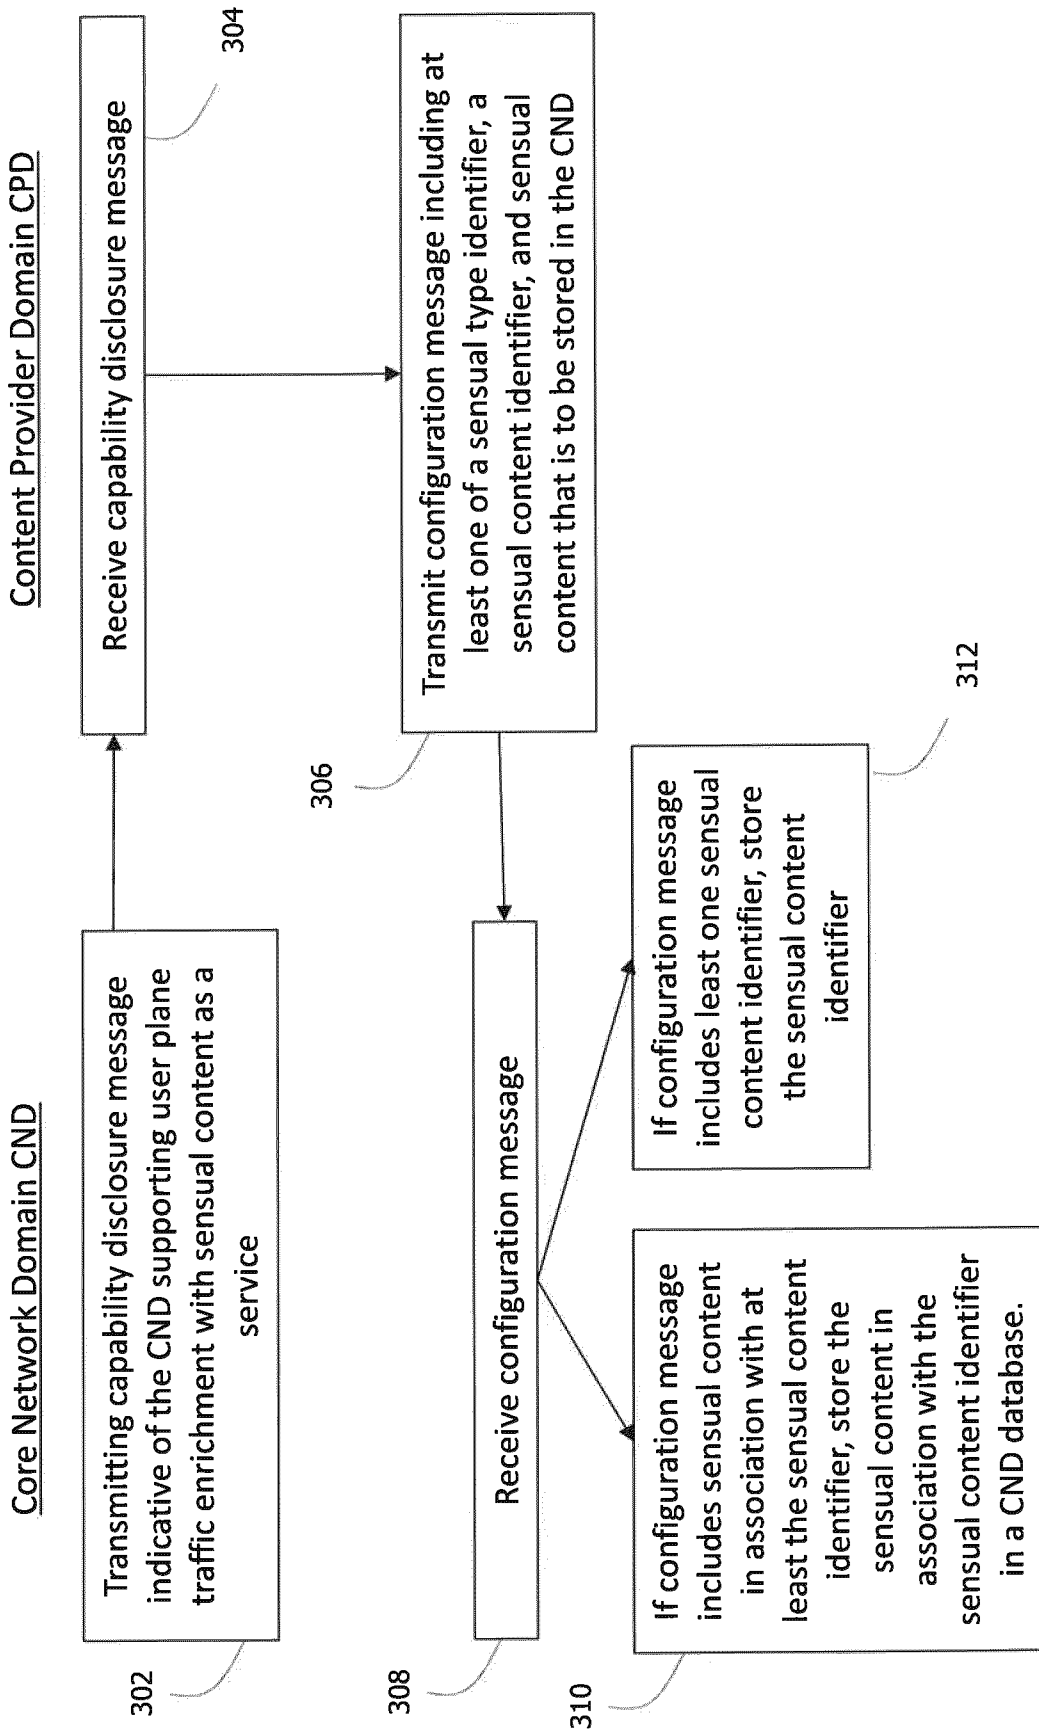 Core Network Domain CND
Content Provider Domain CPD
Transmitting capability disclosure message
indicative of the CND supporting user plane
traffic enrichment with sensual content as a
service
302
Receive capability disclosure message
304
Transmit configuration message including at
least one of a sensual type identifier, a
sensual content identifier, and sensual
content that is to be stored in the CND
306
Receive configuration message
308
If configuration message
includes sensual content
in association with at
least the sensual content
identifier, store the
sensual content in
association with the
sensual content identifier
in a CND database.
310
If configuration message
includes least one sensual
content identifier, store
the sensual content
identifier
312